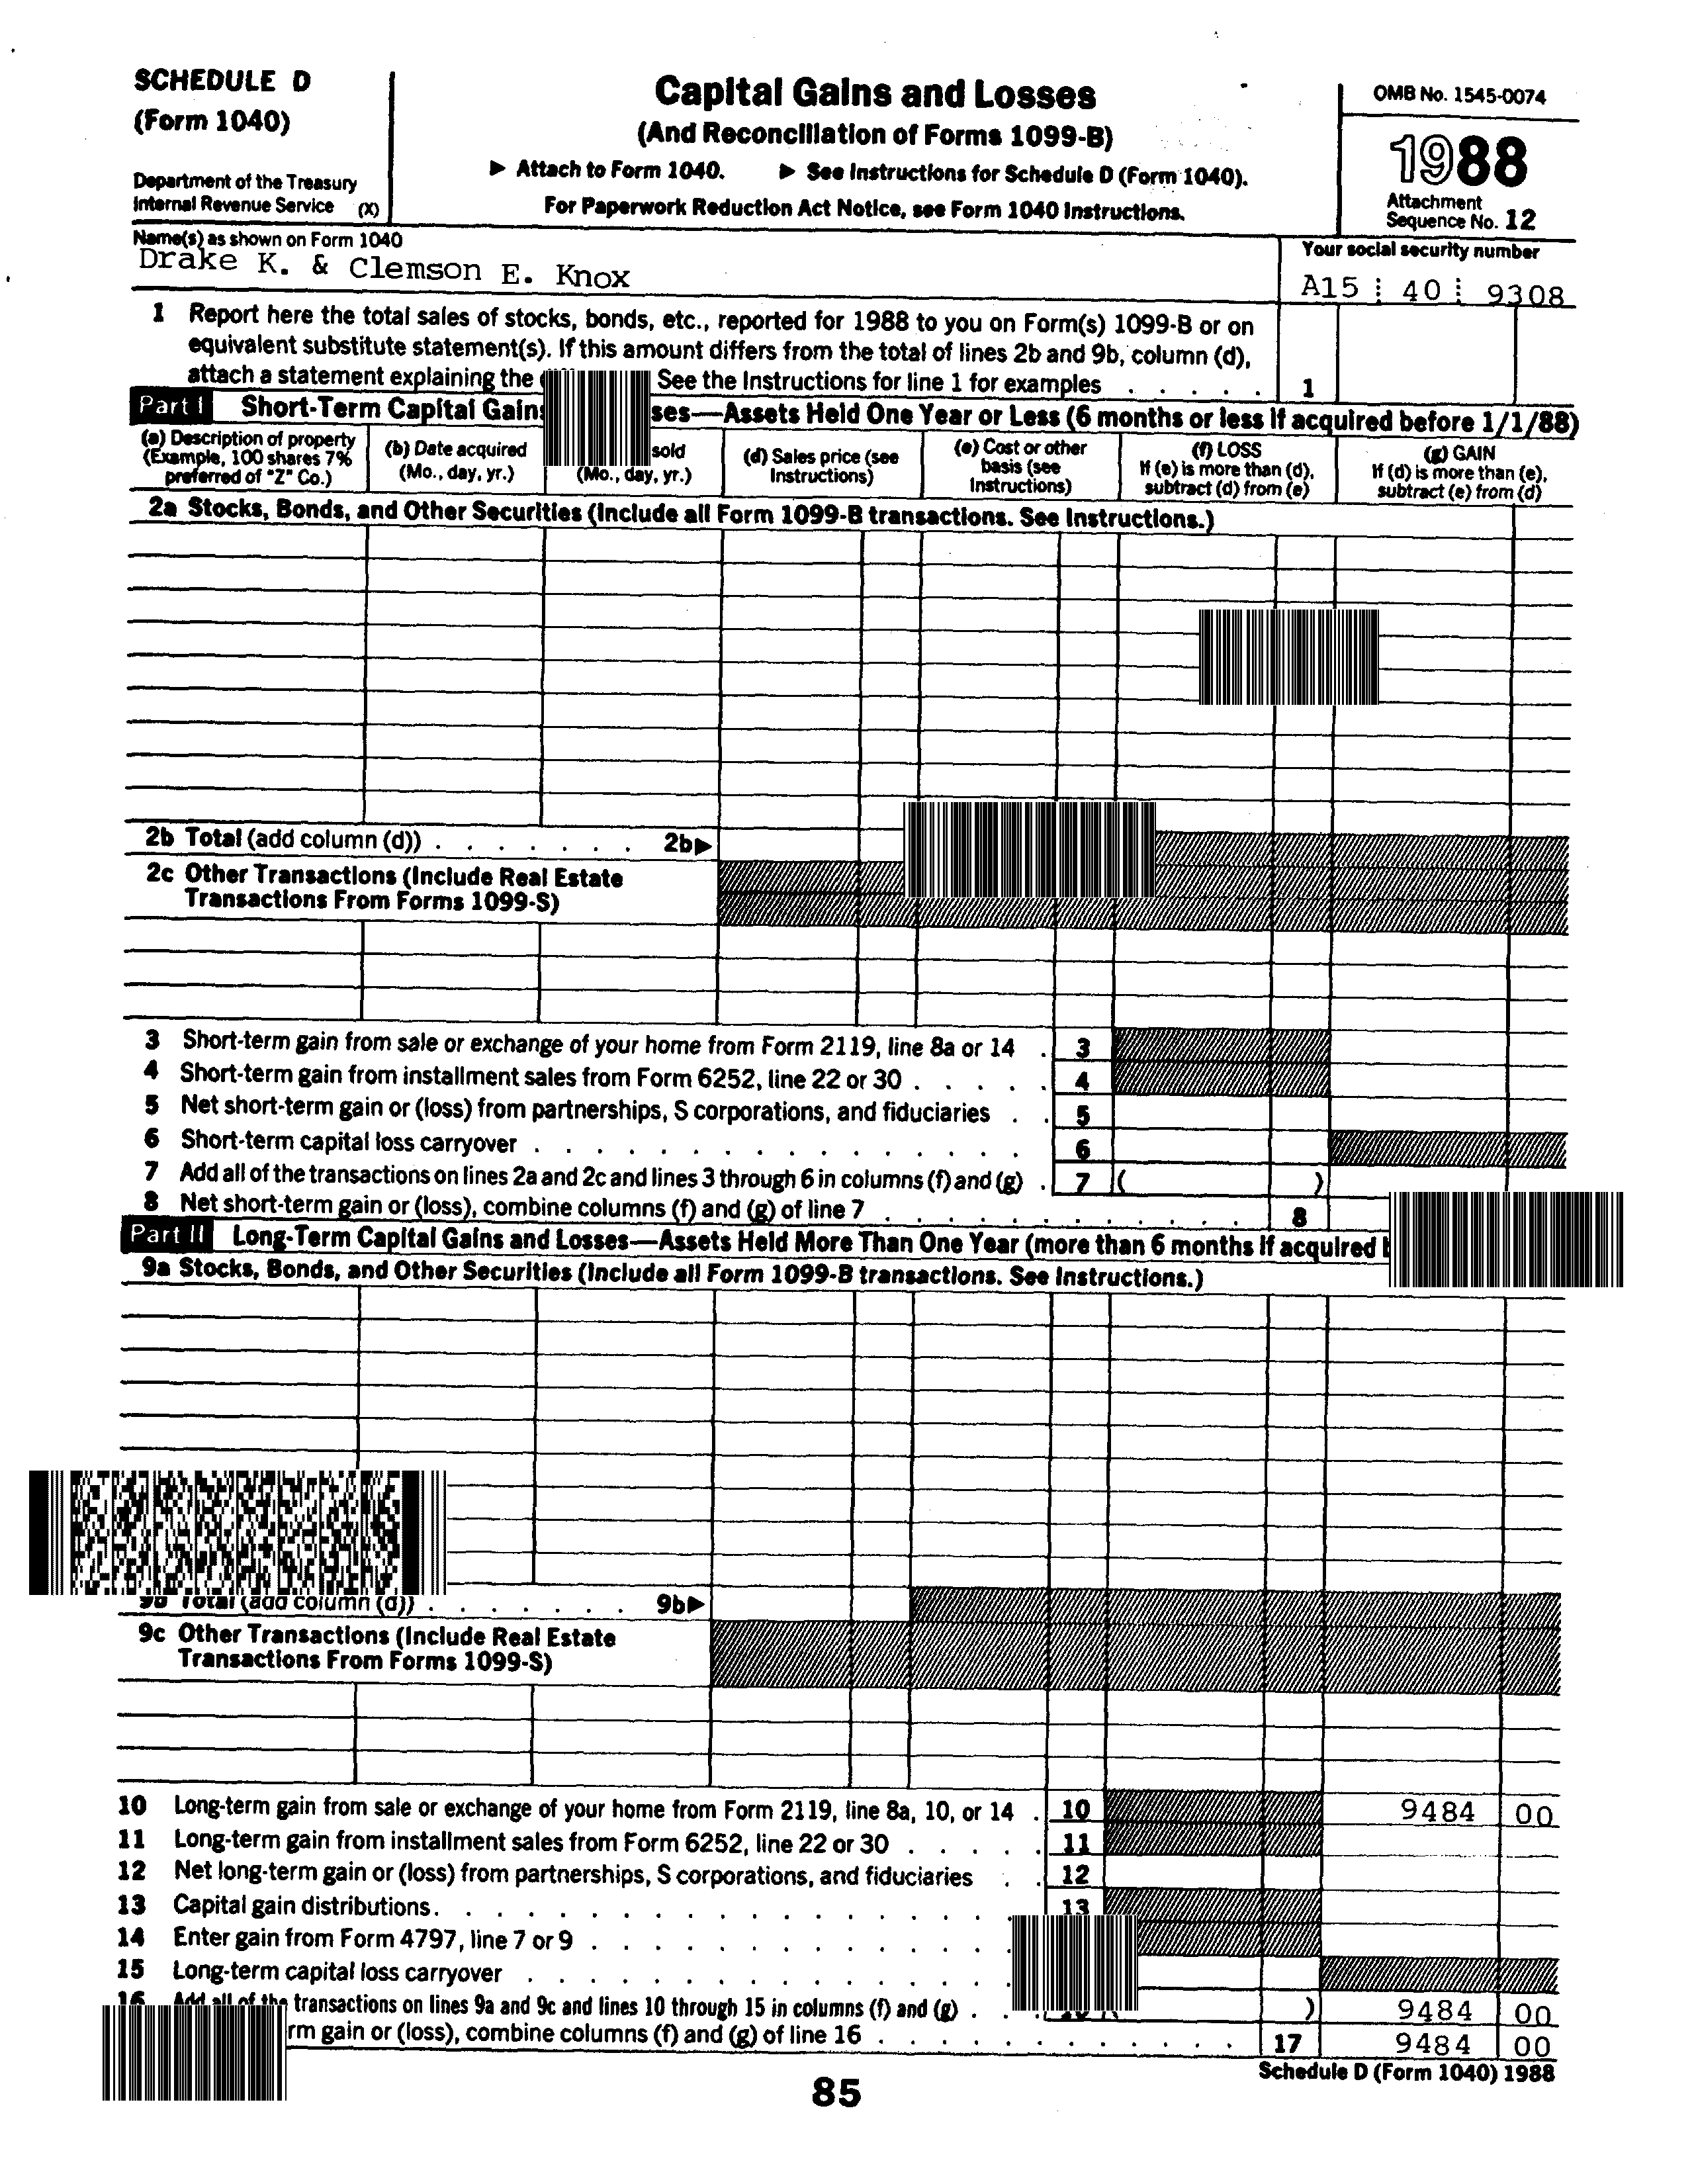 SCHEDULE D
(Form 1040)
Department of the Treasury
Internal Revenue Service (X)
Capital Gains and Losses
(And Reconciliation of Forms 1099-B)
▶ Attach to Form 1040. ▶ See Instructions for Schedule D (Form 1040).
For Paperwork Reduction Act Notice, see Form 1040 Instructions.
OMB No. 1545-0074
1988
Attachment
Sequence No. 12
Name(s) as shown on Form 1040
Drake K. & Clemson E. Knox
Your social security number
A15 40 9308
1 Report here the total sales of stocks, bonds, etc., reported for 1988 to you on Form(s) 1099-B or on
equivalent substitute statement(s). If this amount differs from the total of lines 2b and 9b, column (d),
attach a statement explaining the See the Instructions for line 1 for examples . . . . . 1
Part I Short-Term Capital Gain ses—Assets Held One Year or Less (6 months or less if acquired before 1/1/88)
(a) Description of property
(Example, 100 shares 7%
preferred of "Z" Co.)
(b) Date acquired
(Mo., day, yr.)
sold
(Mo., day, yr.)
(d) Sales price (see
Instructions)
(e) Cost or other
basis (see
Instructions)
(f) LOSS
If (e) is more than (d),
subtract (d) from (e)
(g) GAIN
If (d) is more than (e),
subtract (e) from (d)
2a Stocks, Bonds, and Other Securities (Include all Form 1099-B transactions. See Instructions.)
2b Total (add column (d)) . . . . . . . 2b▶
2c Other Transactions (Include Real Estate
Transactions From Forms 1099-S)
3 Short-term gain from sale or exchange of your home from Form 2119, line 8a or 14 . 3
4 Short-term gain from installment sales from Form 6252, line 22 or 30 . . . . . 4
5 Net short-term gain or (loss) from partnerships, S corporations, and fiduciaries . . 5
6 Short-term capital loss carryover . . . . . . . . . . . . . . . 6
7 Add all of the transactions on lines 2a and 2c and lines 3 through 6 in columns (f) and (g) . 7 ( )
8 Net short-term gain or (loss), combine columns (f) and (g) of line 7 . . . . . . . . . . 8
Part II Long-Term Capital Gains and Losses—Assets Held More Than One Year (more than 6 months if acquired
9a Stocks, Bonds, and Other Securities (Include all Form 1099-B transactions. See Instructions.)
9b Total (add column (d)) . . . . . . . 9b▶
9c Other Transactions (Include Real Estate
Transactions From Forms 1099-S)
10 Long-term gain from sale or exchange of your home from Form 2119, line 8a, 10, or 14 . 10 9484 00
11 Long-term gain from installment sales from Form 6252, line 22 or 30 . . . . . 11
12 Net long-term gain or (loss) from partnerships, S corporations, and fiduciaries . . 12
13 Capital gain distributions . . . . . . . . . . . . . . . 13
14 Enter gain from Form 4797, line 7 or 9 . . . . . . . . . . .
15 Long-term capital loss carryover . . . . . . . . . . . . .
16 Add all of the transactions on lines 9a and 9c and lines 10 through 15 in columns (f) and (g) . . ) 9484 00
rm gain or (loss), combine columns (f) and (g) of line 16 . . . . . . . . . . 17 9484 00
Schedule D (Form 1040) 1988
85